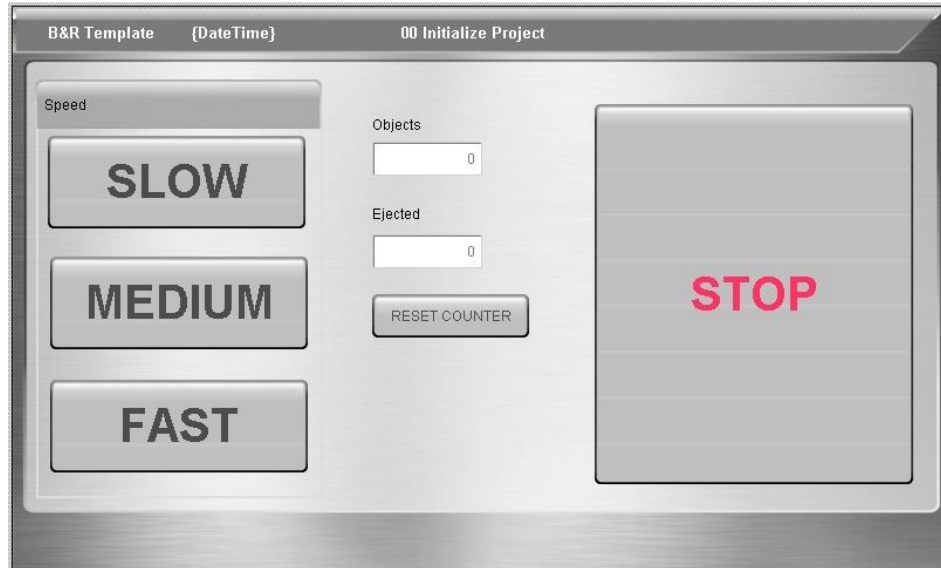 B&R Template {DateTime} 00 Initialize Project
Speed
SLOW
MEDIUM
FAST
Objects
0
Ejected
0
RESET COUNTER
STOP